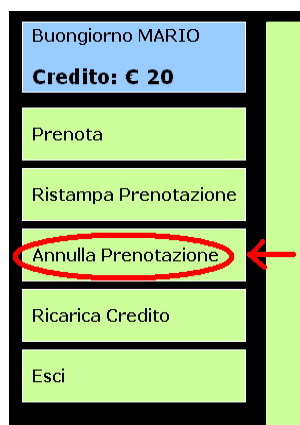 Buongiorno MARIO
Credito: € 20
Prenota
Ristampa Prenotazione
Annulla Prenotazione
Ricarica Credito
Esci